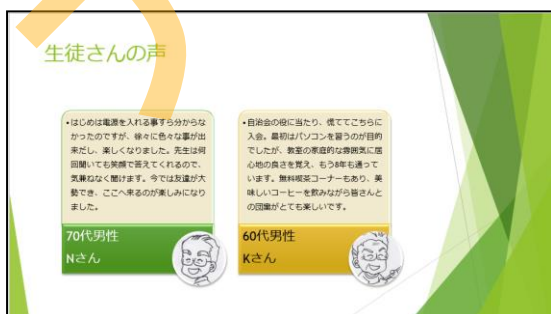 生徒さんの声
•はじめは電源を入れる事すら分からな
かったのですが、徐々に色々な事が出
来だし、楽しくなりました。先生は何
回聞いても笑顔で答えてくれるので、
気兼ねなく聞けます。今では友達が大
勢でき、ここへ来るのが楽しみになり
ました。
70代男性
Nさん
•自治会の役に当たり、慌ててこちらに
入会。最初はパソコンを習うのが目的
でしたが、教室の家庭的な雰囲気に居
心地の良さを覚え、もう8年も通って
います。無料喫茶コーナーもあり、美
味しいコーヒーを飲みながら皆さんと
の団欒がとても楽しいです。
60代男性
Kさん